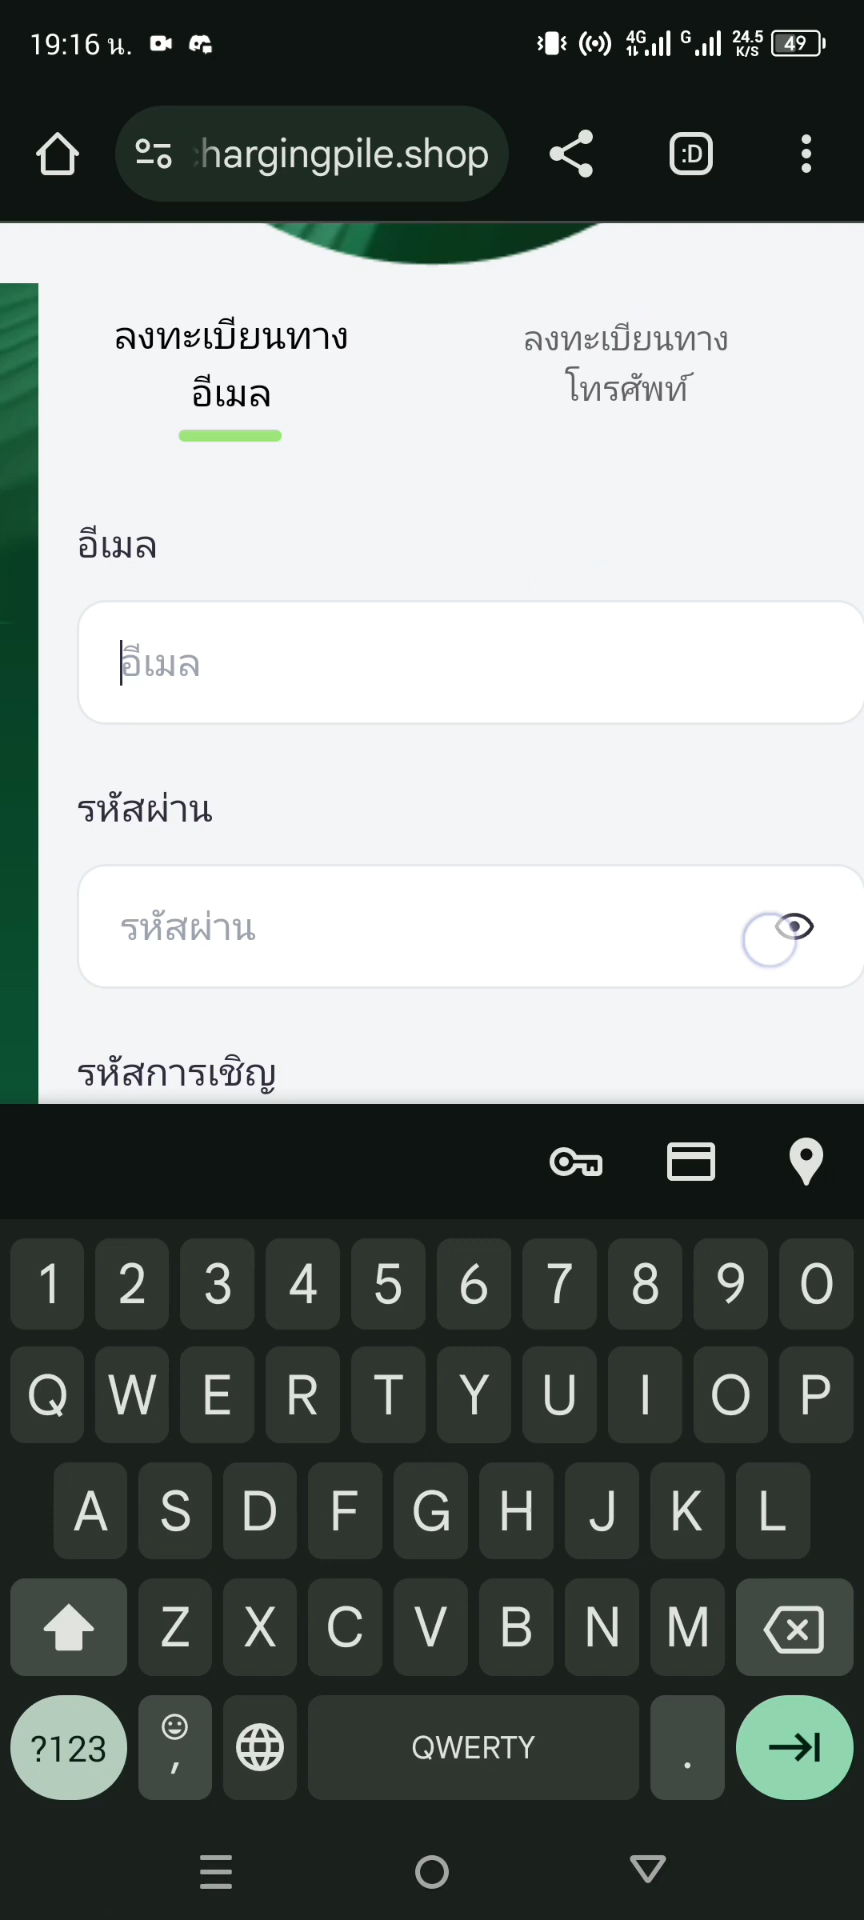 19:16 น.
4G
G
24.5
K/S
49
hargingpile.shop
:D
ลงทะเบียนทาง
อีเมล
ลงทะเบียนทาง
โทรศัพท์
อีเมล
อีเมล
รหัสผ่าน
รหัสผ่าน
รหัสการเชิญ
1 2 3 4 5 6 7 8 9 0
Q W E R T Y U I O P
A S D F G H J K L
Z X C V B N M
?123 , QWERTY .